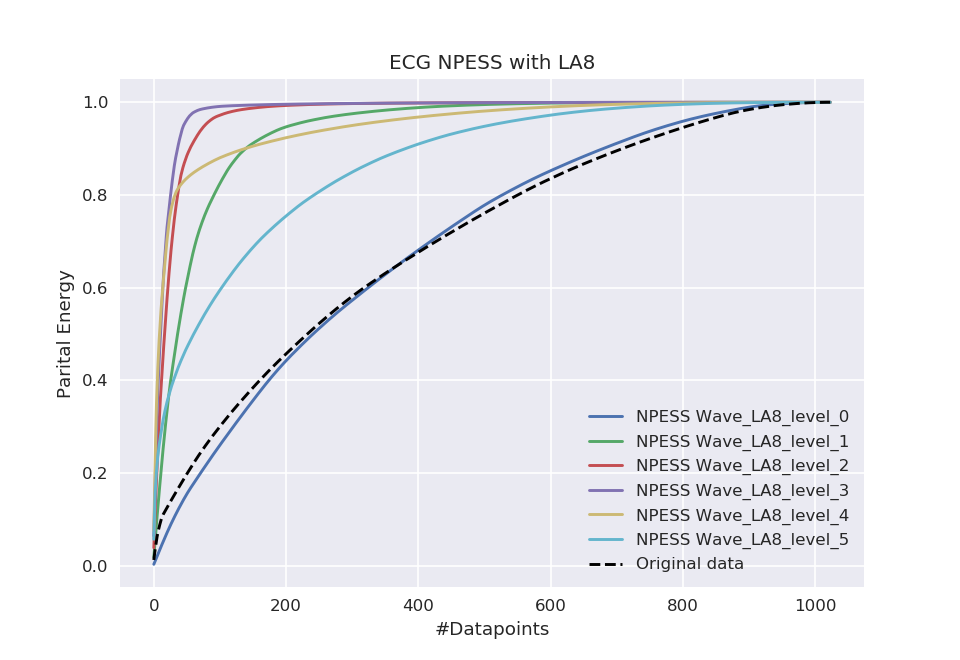 ECG NPESS with LA8
1.0
0.8
0.6
0.4
0.2
0.0
Parital Energy
NPESS Wave_LA8_level_0
NPESS Wave_LA8_level_1
NPESS Wave_LA8_level_2
NPESS Wave_LA8_level_3
NPESS Wave_LA8_level_4
NPESS Wave_LA8_level_5
Original data
0 200 400 600 800 1000
#Datapoints